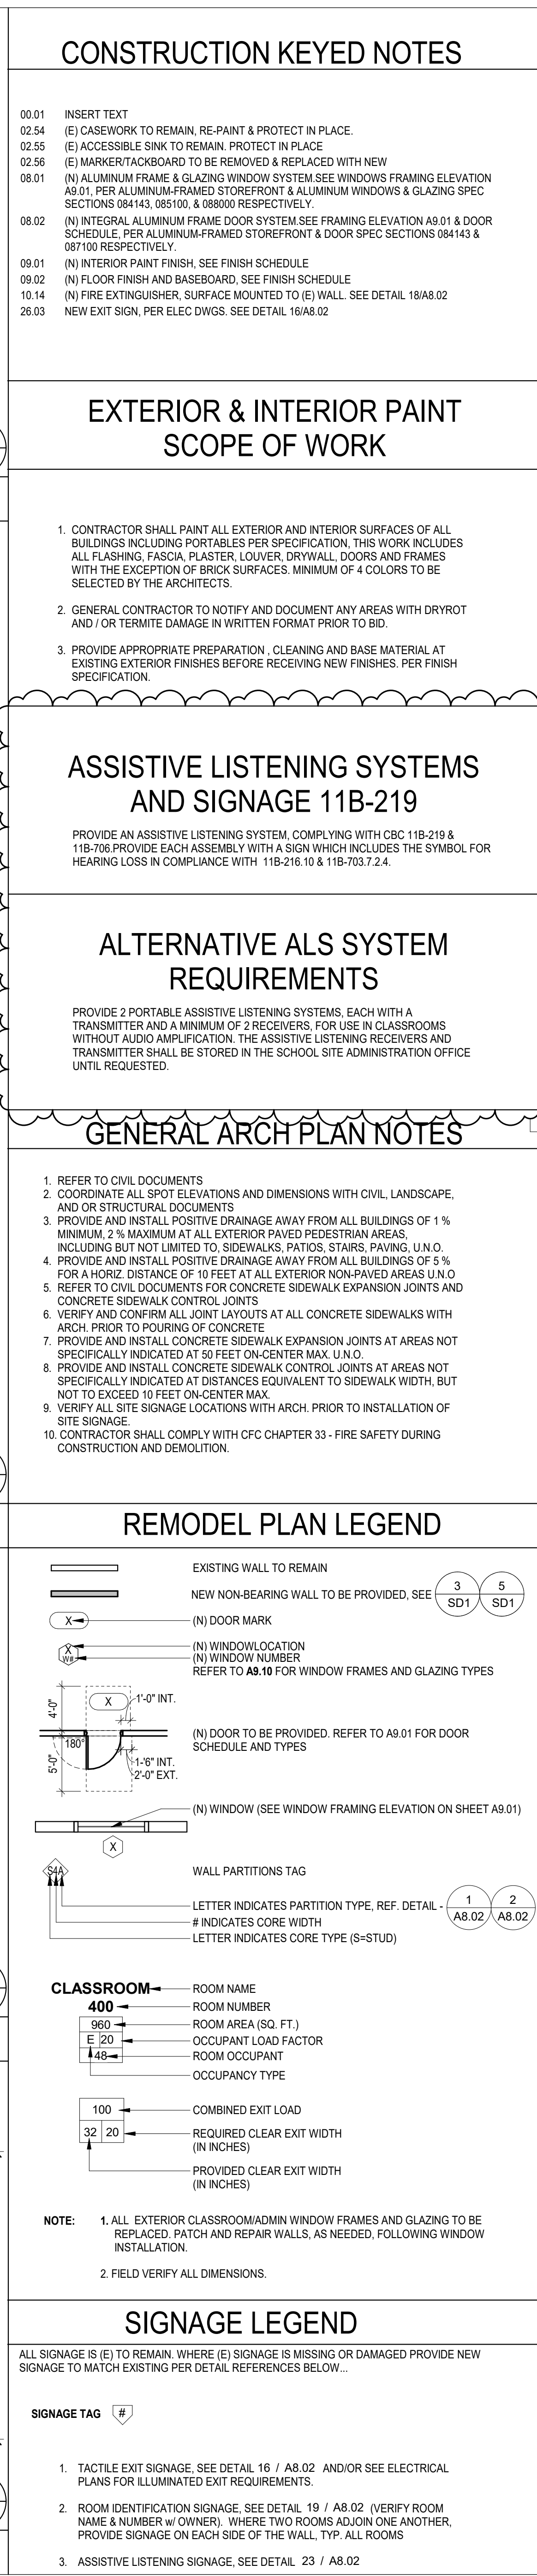 CONSTRUCTION KEYED NOTES
00.01 INSERT TEXT
02.54 (E) CASEWORK TO REMAIN, RE-PAINT & PROTECT IN PLACE.
02.55 (E) ACCESSIBLE SINK TO REMAIN. PROTECT IN PLACE
02.56 (E) MARKER/TACKBOARD TO BE REMOVED & REPLACED WITH NEW
08.01 (N) ALUMINUM FRAME & GLAZING WINDOW SYSTEM.SEE WINDOWS FRAMING ELEVATION
A9.01, PER ALUMINUM-FRAMED STOREFRONT & ALUMINUM WINDOWS & GLAZING SPEC
SECTIONS 084143, 085100, & 088000 RESPECTIVELY.
08.02 (N) INTEGRAL ALUMINUM FRAME DOOR SYSTEM.SEE FRAMING ELEVATION A9.01 & DOOR
SCHEDULE, PER ALUMINUM-FRAMED STOREFRONT & DOOR SPEC SECTIONS 084143 &
087100 RESPECTIVELY.
09.01 (N) INTERIOR PAINT FINISH, SEE FINISH SCHEDULE
09.02 (N) FLOOR FINISH AND BASEBOARD, SEE FINISH SCHEDULE
10.14 (N) FIRE EXTINGUISHER, SURFACE MOUNTED TO (E) WALL. SEE DETAIL 18/A8.02
26.03 NEW EXIT SIGN, PER ELEC DWGS. SEE DETAIL 16/A8.02
EXTERIOR & INTERIOR PAINT
SCOPE OF WORK
1. CONTRACTOR SHALL PAINT ALL EXTERIOR AND INTERIOR SURFACES OF ALL
BUILDINGS INCLUDING PORTABLES PER SPECIFICATION, THIS WORK INCLUDES
ALL FLASHING, FASCIA, PLASTER, LOUVER, DRYWALL, DOORS AND FRAMES
WITH THE EXCEPTION OF BRICK SURFACES. MINIMUM OF 4 COLORS TO BE
SELECTED BY THE ARCHITECTS.
2. GENERAL CONTRACTOR TO NOTIFY AND DOCUMENT ANY AREAS WITH DRYROT
AND / OR TERMITE DAMAGE IN WRITTEN FORMAT PRIOR TO BID.
3. PROVIDE APPROPRIATE PREPARATION , CLEANING AND BASE MATERIAL AT
EXISTING EXTERIOR FINISHES BEFORE RECEIVING NEW FINISHES. PER FINISH
SPECIFICATION.
ASSISTIVE LISTENING SYSTEMS
AND SIGNAGE 11B-219
PROVIDE AN ASSISTIVE LISTENING SYSTEM, COMPLYING WITH CBC 11B-219 &
11B-706.PROVIDE EACH ASSEMBLY WITH A SIGN WHICH INCLUDES THE SYMBOL FOR
HEARING LOSS IN COMPLIANCE WITH 11B-216.10 & 11B-703.7.2.4.
ALTERNATIVE ALS SYSTEM
REQUIREMENTS
PROVIDE 2 PORTABLE ASSISTIVE LISTENING SYSTEMS, EACH WITH A
TRANSMITTER AND A MINIMUM OF 2 RECEIVERS, FOR USE IN CLASSROOMS
WITHOUT AUDIO AMPLIFICATION. THE ASSISTIVE LISTENING RECEIVERS AND
TRANSMITTER SHALL BE STORED IN THE SCHOOL SITE ADMINISTRATION OFFICE
UNTIL REQUESTED.
GENERAL ARCH PLAN NOTES
1. REFER TO CIVIL DOCUMENTS
2. COORDINATE ALL SPOT ELEVATIONS AND DIMENSIONS WITH CIVIL, LANDSCAPE,
AND OR STRUCTURAL DOCUMENTS
3. PROVIDE AND INSTALL POSITIVE DRAINAGE AWAY FROM ALL BUILDINGS OF 1 %
MINIMUM, 2 % MAXIMUM AT ALL EXTERIOR PAVED PEDESTRIAN AREAS,
INCLUDING BUT NOT LIMITED TO, SIDEWALKS, PATIOS, STAIRS, PAVING, U.N.O.
4. PROVIDE AND INSTALL POSITIVE DRAINAGE AWAY FROM ALL BUILDINGS OF 5 %
FOR A HORIZ. DISTANCE OF 10 FEET AT ALL EXTERIOR NON-PAVED AREAS U.N.O
5. REFER TO CIVIL DOCUMENTS FOR CONCRETE SIDEWALK EXPANSION JOINTS AND
CONCRETE SIDEWALK CONTROL JOINTS
6. VERIFY AND CONFIRM ALL JOINT LAYOUTS AT ALL CONCRETE SIDEWALKS WITH
ARCH. PRIOR TO POURING OF CONCRETE
7. PROVIDE AND INSTALL CONCRETE SIDEWALK EXPANSION JOINTS AT AREAS NOT
SPECIFICALLY INDICATED AT 50 FEET ON-CENTER MAX. U.N.O.
8. PROVIDE AND INSTALL CONCRETE SIDEWALK CONTROL JOINTS AT AREAS NOT
SPECIFICALLY INDICATED AT DISTANCES EQUIVALENT TO SIDEWALK WIDTH, BUT
NOT TO EXCEED 10 FEET ON-CENTER MAX.
9. VERIFY ALL SITE SIGNAGE LOCATIONS WITH ARCH. PRIOR TO INSTALLATION OF
SITE SIGNAGE.
10. CONTRACTOR SHALL COMPLY WITH CFC CHAPTER 33 - FIRE SAFETY DURING
CONSTRUCTION AND DEMOLITION.
REMODEL PLAN LEGEND
EXISTING WALL TO REMAIN
NEW NON-BEARING WALL TO BE PROVIDED, SEE 3 SD1 5 SD1
X (N) DOOR MARK
X (N) WINDOWLOCATION
W# (N) WINDOW NUMBER
REFER TO A9.10 FOR WINDOW FRAMES AND GLAZING TYPES
4'-0" X 1'-0" INT.
(N) DOOR TO BE PROVIDED. REFER TO A9.01 FOR DOOR
SCHEDULE AND TYPES
5'-0" 180° 1-'6" INT.
2'-0" EXT.
(N) WINDOW (SEE WINDOW FRAMING ELEVATION ON SHEET A9.01)
X
S4A WALL PARTITIONS TAG
LETTER INDICATES PARTITION TYPE, REF. DETAIL - 1 A8.02 2 A8.02
# INDICATES CORE WIDTH
LETTER INDICATES CORE TYPE (S=STUD)
CLASSROOM ROOM NAME
400 ROOM NUMBER
960 ROOM AREA (SQ. FT.)
E 20 OCCUPANT LOAD FACTOR
48 ROOM OCCUPANT
OCCUPANCY TYPE
100 COMBINED EXIT LOAD
32 20 REQUIRED CLEAR EXIT WIDTH
(IN INCHES)
PROVIDED CLEAR EXIT WIDTH
(IN INCHES)
NOTE: 1. ALL EXTERIOR CLASSROOM/ADMIN WINDOW FRAMES AND GLAZING TO BE
REPLACED. PATCH AND REPAIR WALLS, AS NEEDED, FOLLOWING WINDOW
INSTALLATION.
2. FIELD VERIFY ALL DIMENSIONS.
SIGNAGE LEGEND
ALL SIGNAGE IS (E) TO REMAIN. WHERE (E) SIGNAGE IS MISSING OR DAMAGED PROVIDE NEW
SIGNAGE TO MATCH EXISTING PER DETAIL REFERENCES BELOW...
SIGNAGE TAG #
1. TACTILE EXIT SIGNAGE, SEE DETAIL 16 / A8.02 AND/OR SEE ELECTRICAL
PLANS FOR ILLUMINATED EXIT REQUIREMENTS.
2. ROOM IDENTIFICATION SIGNAGE, SEE DETAIL 19 / A8.02 (VERIFY ROOM
NAME & NUMBER w/ OWNER). WHERE TWO ROOMS ADJOIN ONE ANOTHER,
PROVIDE SIGNAGE ON EACH SIDE OF THE WALL, TYP. ALL ROOMS
3. ASSISTIVE LISTENING SIGNAGE, SEE DETAIL 23 / A8.02